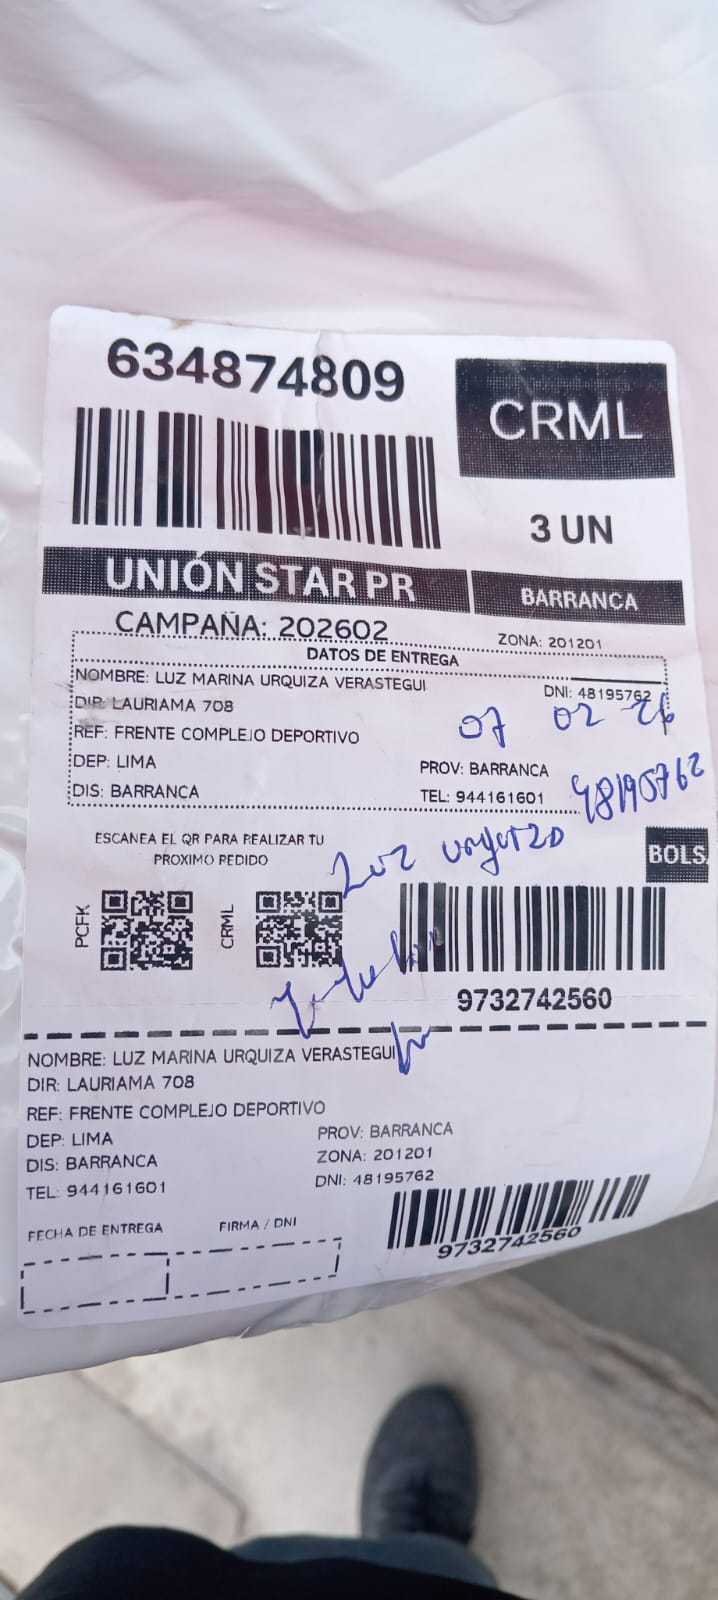 634874809
CRML
3 UN
UNIÓN STAR PR
BARRANCA
CAMPAÑA: 202602
ZONA: 201201
DATOS DE ENTREGA
NOMBRE: LUZ MARINA URQUIZA VERASTEGUI
DNI: 48195762
DIR: LAURIAMA 708
07 02 26
REF: FRENTE COMPLEJO DEPORTIVO
DEP: LIMA
PROV: BARRANCA
DIS: BARRANCA
TEL: 944161601
48195762
ESCANEA EL QR PARA REALIZAR TU
PROXIMO PEDIDO
BOLS
Luz
PCFK
CRML
9732742560
NOMBRE: LUZ MARINA URQUIZA VERASTEGUI
DIR: LAURIAMA 708
REF: FRENTE COMPLEJO DEPORTIVO
DEP: LIMA
PROV: BARRANCA
DIS: BARRANCA
ZONA: 201201
TEL: 944161601
DNI: 48195762
FECHA DE ENTREGA
FIRMA / DNI
9732742560